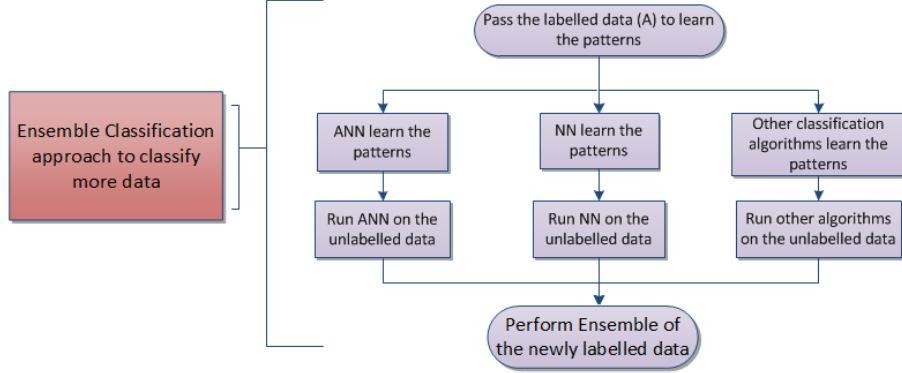 Ensemble Classification
approach to classify
more data
Pass the labelled data (A) to learn
the patterns
ANN learn the
patterns
NN learn the
patterns
Other classification
algorithms learn the
patterns
Run ANN on the
unlabelled data
Run NN on the
unlabelled data
Run other algorithms
on the unlabelled data
Perform Ensemble of
the newly labelled data